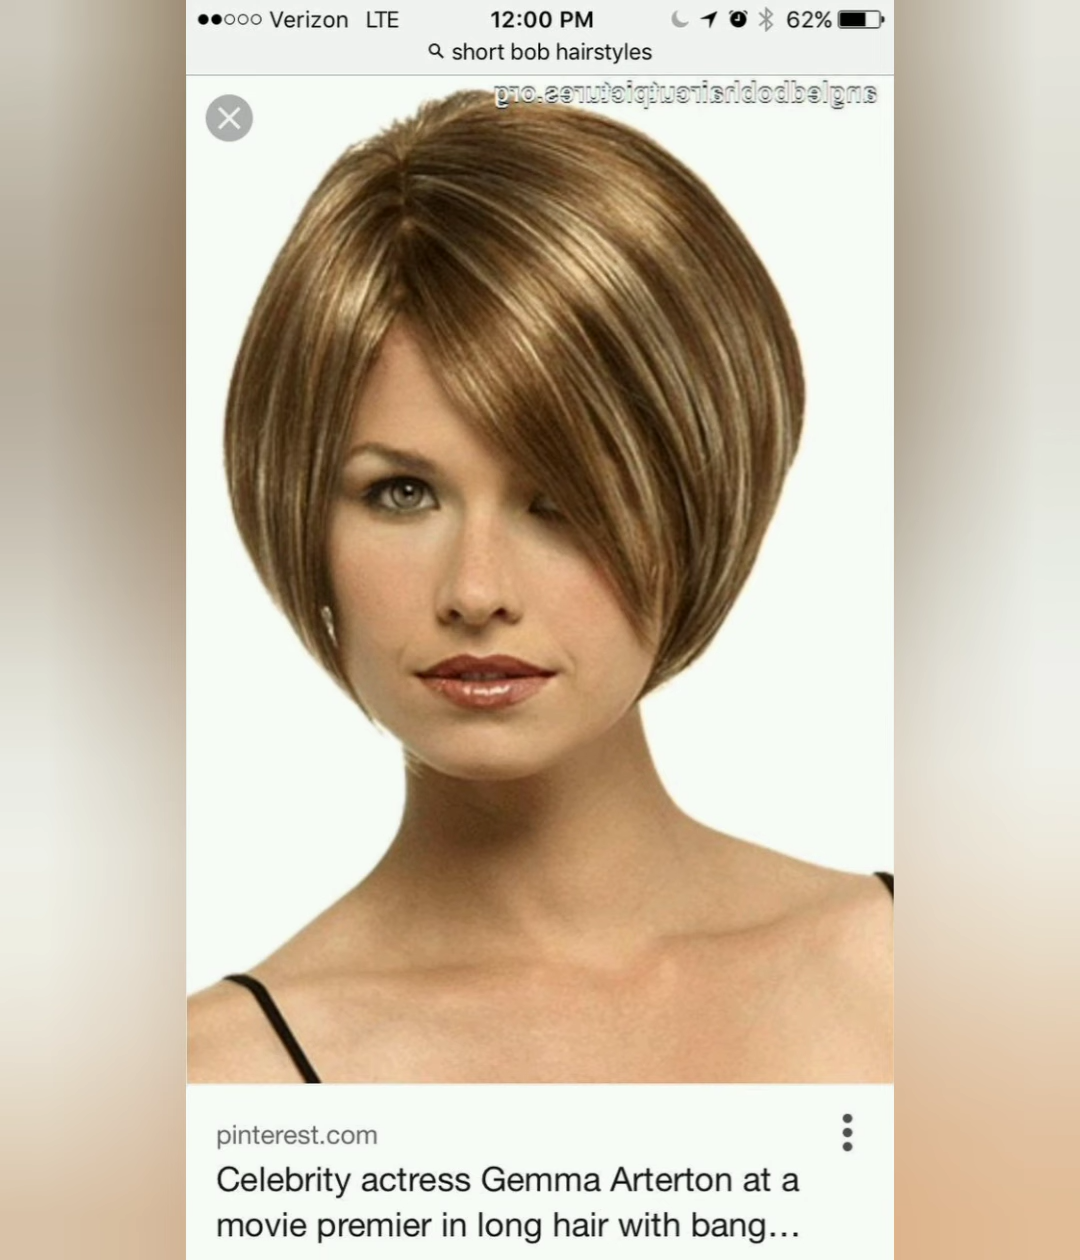 Verizon LTE 12:00 PM 62%
short bob hairstyles
angledbobhaircutpictures.org
pinterest.com
Celebrity actress Gemma Arterton at a
movie premier in long hair with bang...